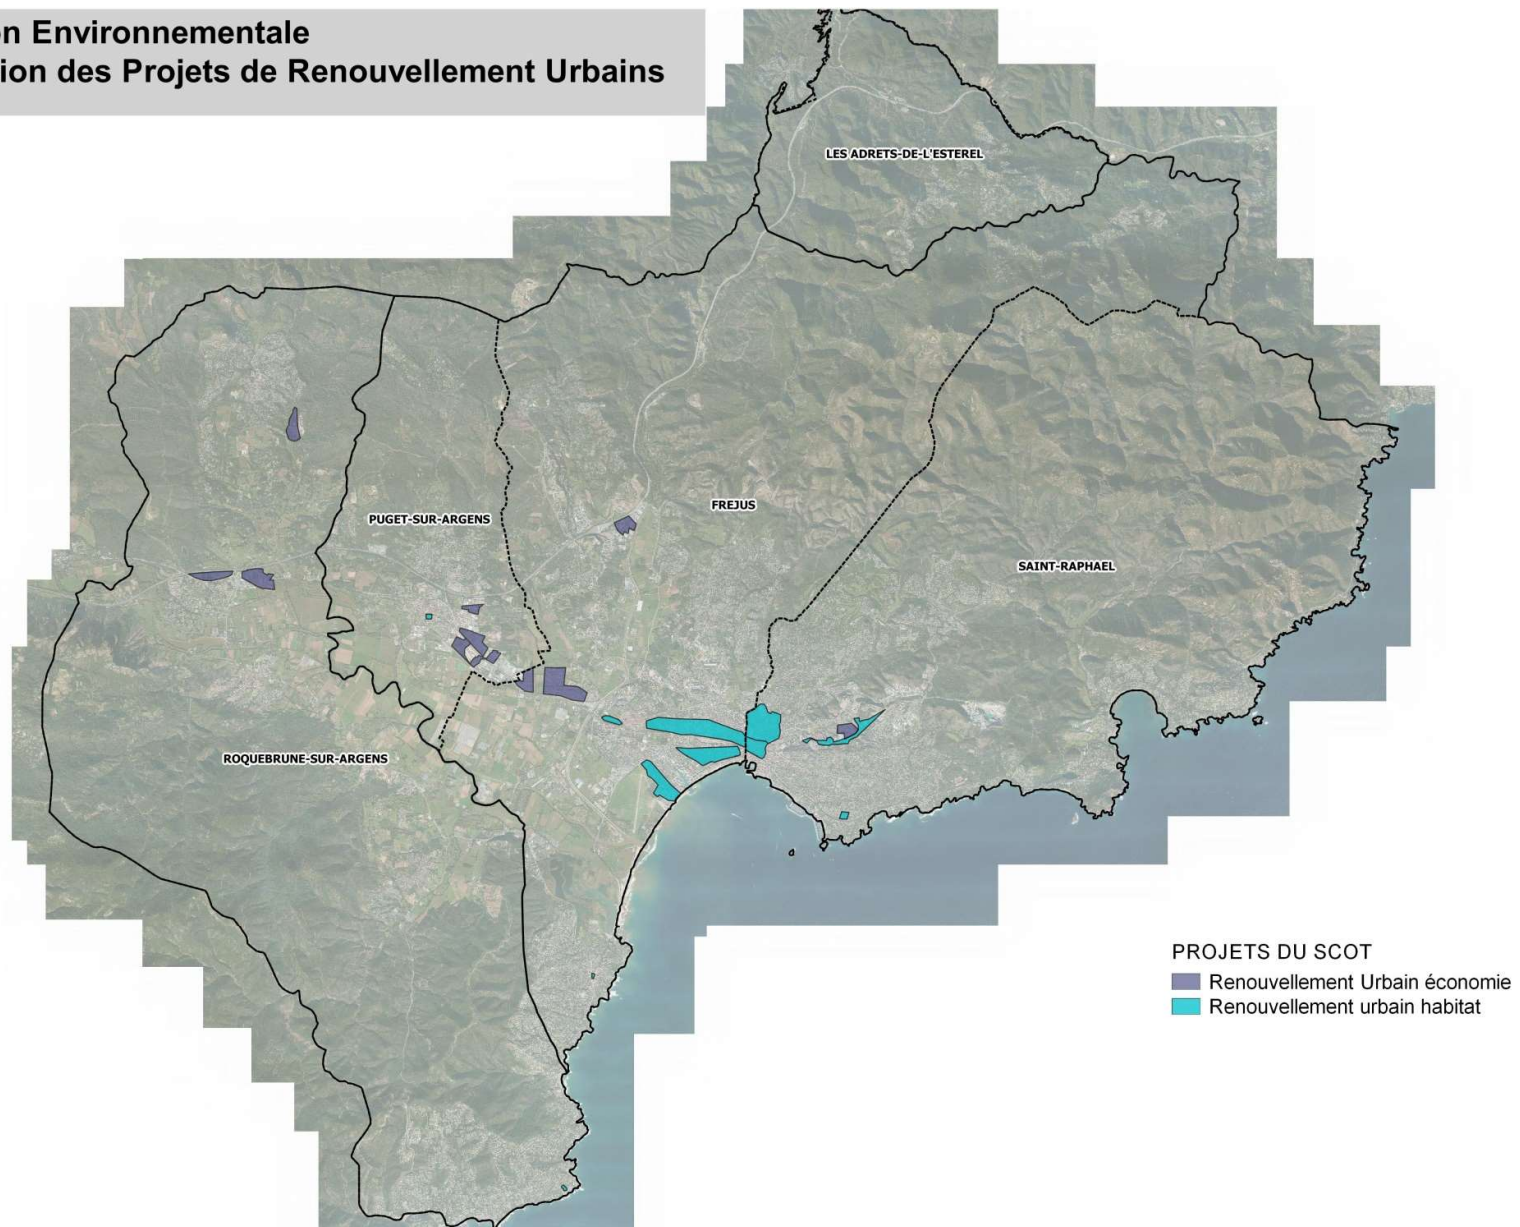 n Environnementale
ion des Projets de Renouvellement Urbains
LES ADRETS-DE-L'ESTEREL
FREJUS
PUGET-SUR-ARGENS
SAINT-RAPHAEL
ROQUEBRUNE-SUR-ARGENS
PROJETS DU SCOT
Renouvellement Urbain économie
Renouvellement urbain habitat